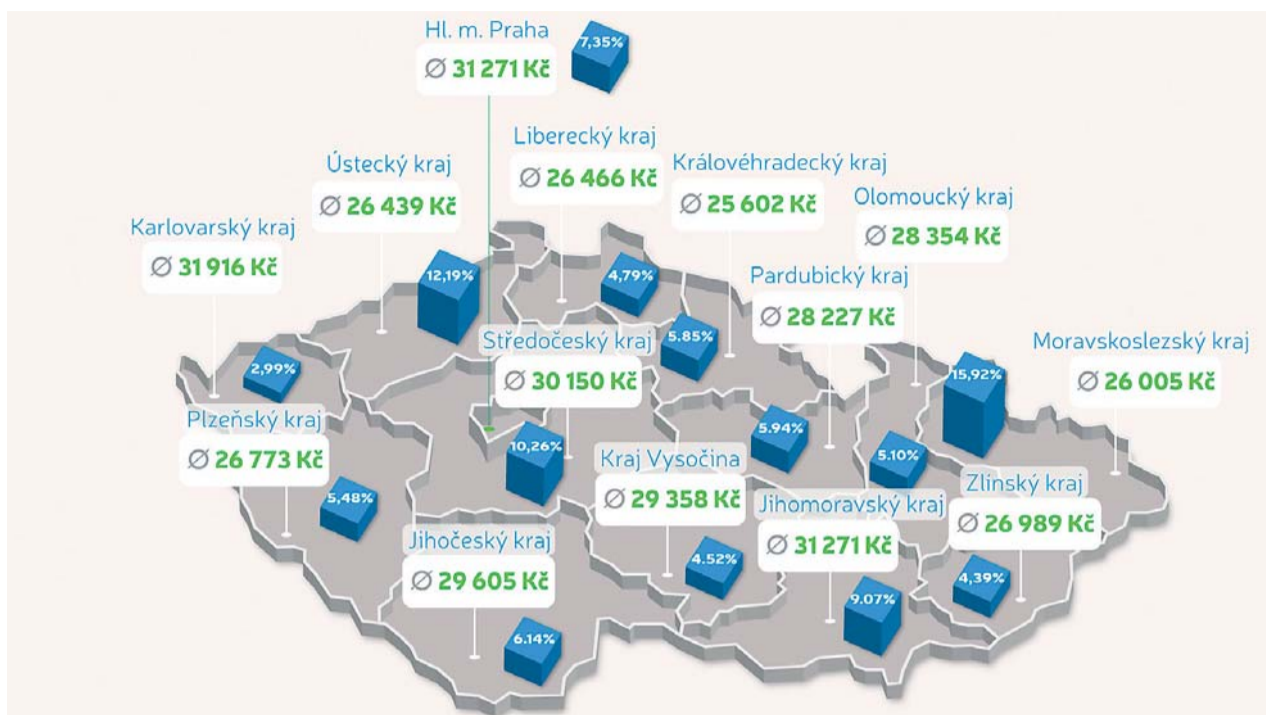 Hl. m. Praha
7,35%
Ø 31 271 Kč
Liberecký kraj
Ø 26 466 Kč
Ústecký kraj
Ø 26 439 Kč
Královéhradecký kraj
Ø 25 602 Kč
Olomoucký kraj
Ø 28 354 Kč
Karlovarský kraj
Ø 31 916 Kč
12,19%
4,79%
Pardubický kraj
Ø 28 227 Kč
5.85%
Středočeský kraj
Ø 30 150 Kč
Moravskoslezský kraj
Ø 26 005 Kč
2,99%
15,92%
Plzeňský kraj
Ø 26 773 Kč
10,26%
5.94%
Kraj Vysočina
Ø 29 358 Kč
5.10%
Zlínský kraj
Ø 26 989 Kč
5,48%
Jihomoravský kraj
Ø 31 271 Kč
Jihočeský kraj
Ø 29 605 Kč
4.52%
4,39%
9.07%
6.14%